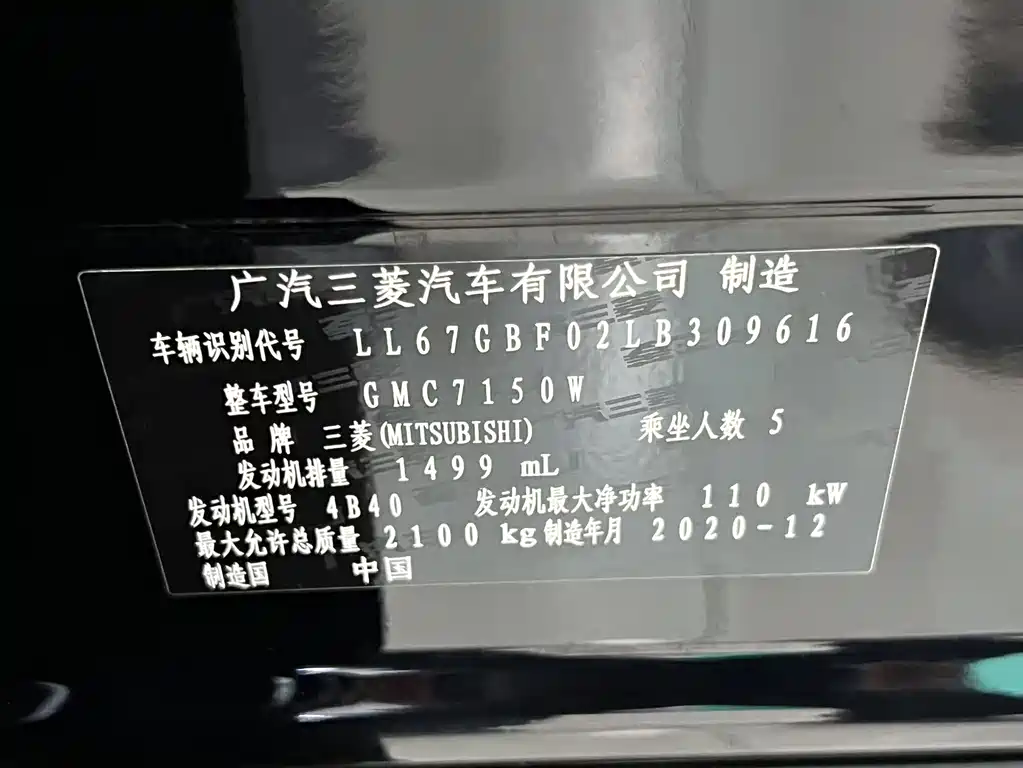 广汽三菱汽车有限公司 制造
车辆识别代号 LL67GBF02LB309616
整车型号 GMC7150W
品牌 三菱(MITSUBISHI) 乘坐人数 5
发动机排量 1499 mL
发动机型号 4B40 发动机最大净功率 110 kW
最大允许总质量 2100 kg 制造年月 2020-12
制造国 中国